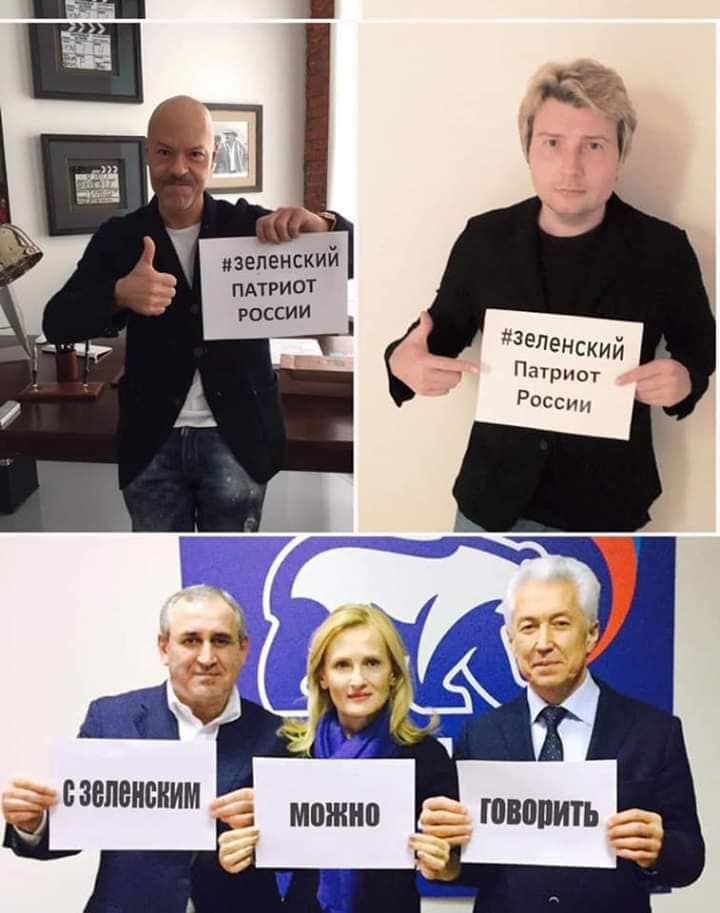 #зеленский
ПАТРИОТ
РОССИИ
#зеленский
Патриот
России
с зеленским
можно
говорить